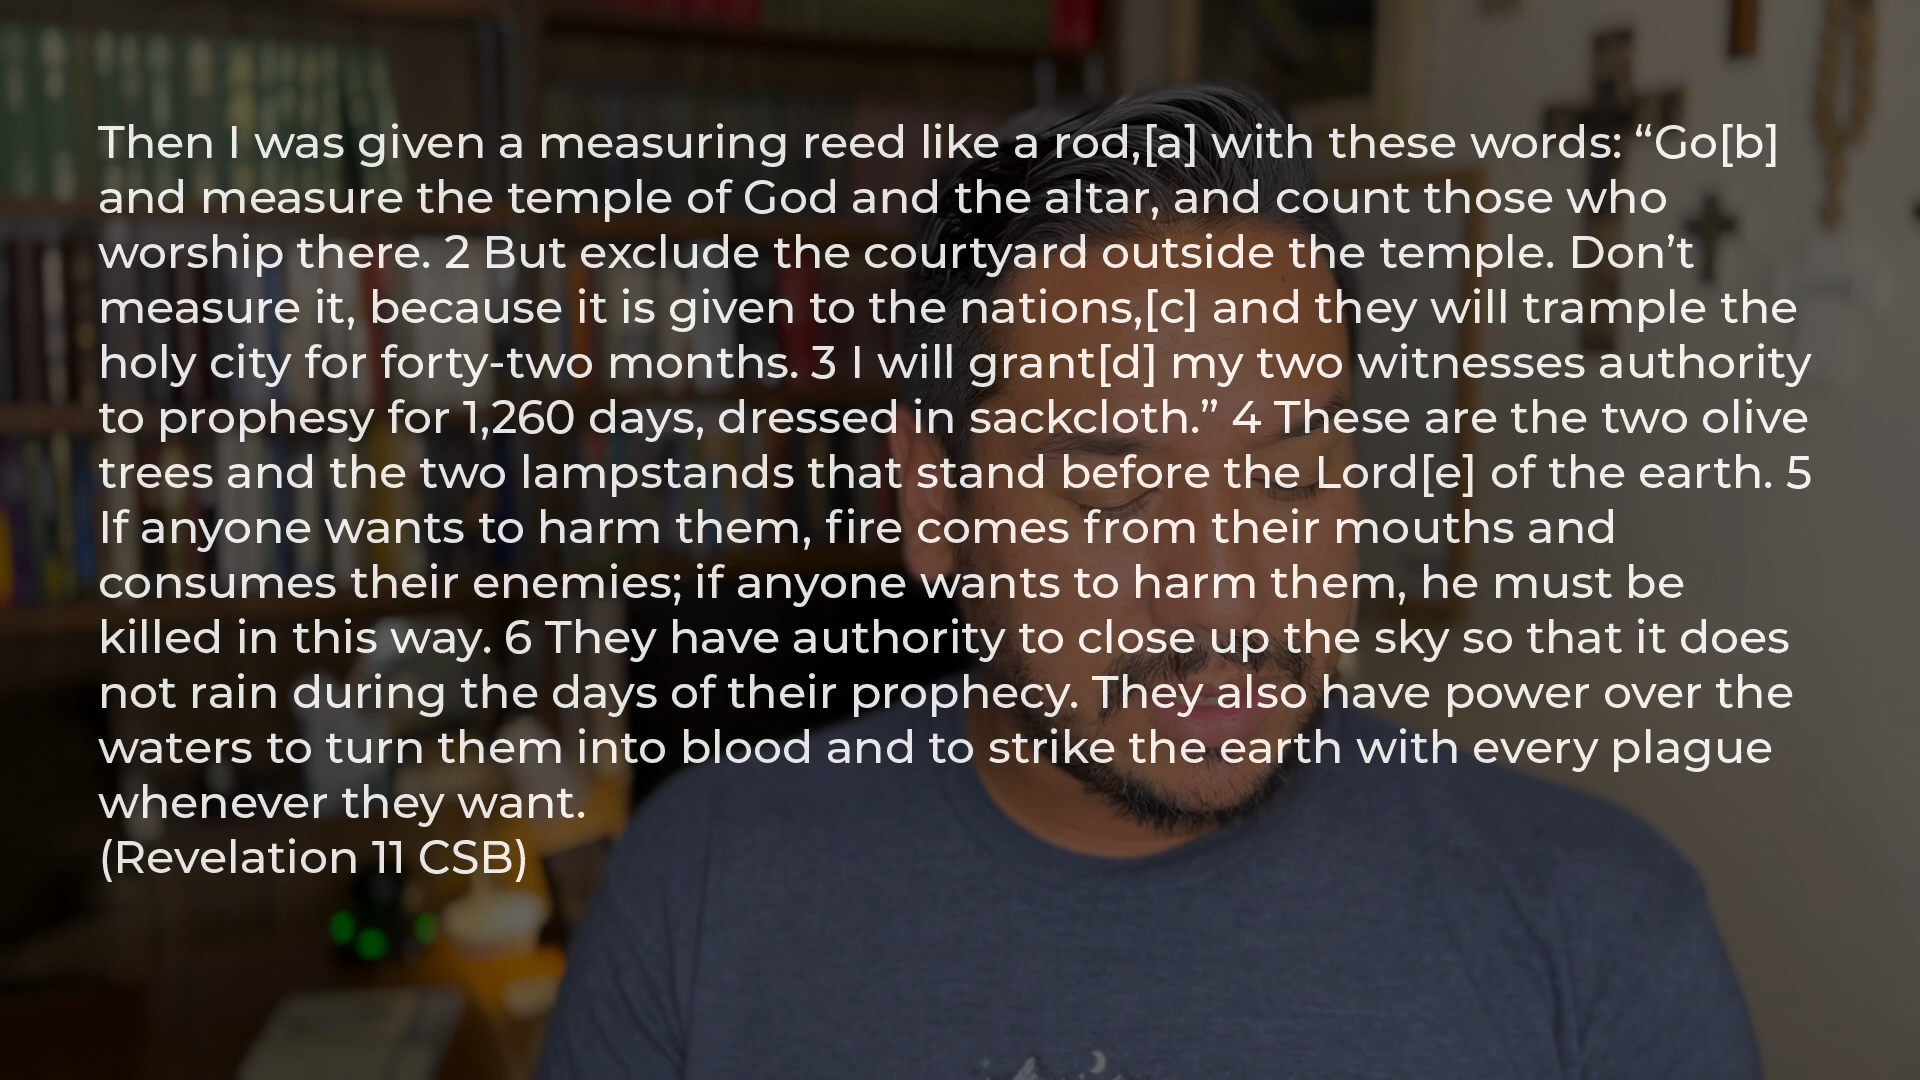 Then I was given a measuring reed like a rod,[a] with these words: “Go[b]
and measure the temple of God and the altar, and count those who
worship there. 2 But exclude the courtyard outside the temple. Don’t
measure it, because it is given to the nations,[c] and they will trample the
holy city for forty-two months. 3 I will grant[d] my two witnesses authority
to prophesy for 1,260 days, dressed in sackcloth.” 4 These are the two olive
trees and the two lampstands that stand before the Lord[e] of the earth. 5
If anyone wants to harm them, fire comes from their mouths and
consumes their enemies; if anyone wants to harm them, he must be
killed in this way. 6 They have authority to close up the sky so that it does
not rain during the days of their prophecy. They also have power over the
waters to turn them into blood and to strike the earth with every plague
whenever they want.
(Revelation 11 CSB)